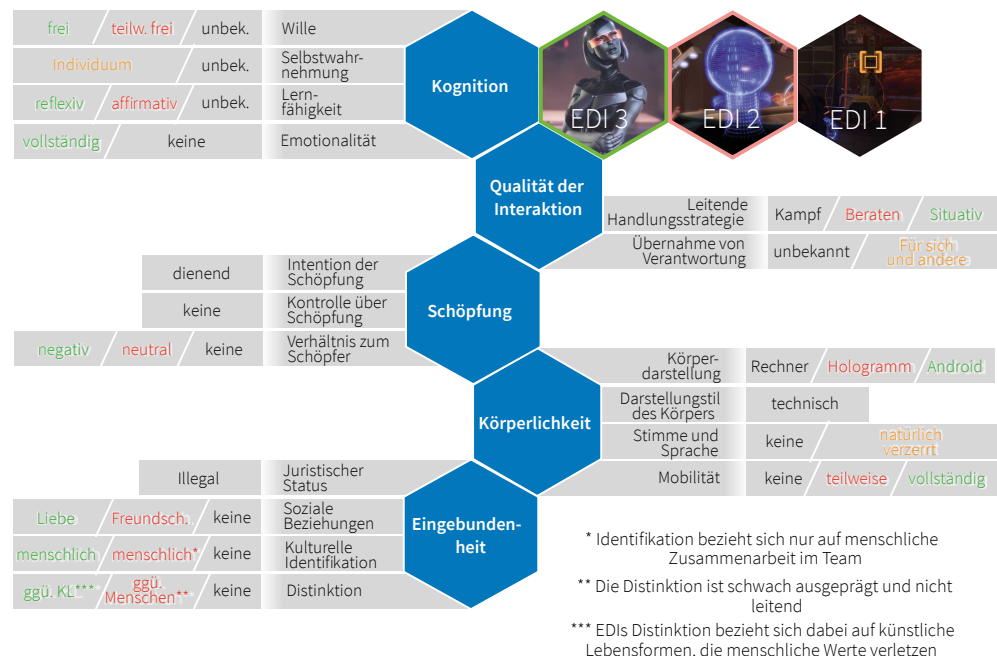 frei / teilw. frei / unbek. Wille
Individuum / unbek. Selbstwahr-
nehmung
reflexiv / affirmativ / unbek. Lern-
fähigkeit
vollständig / keine Emotionalität
Kognition
EDI 3 EDI 2 EDI 1
Qualität der
Interaktion
Leitende
Handlungsstrategie Kampf / Beraten / Situativ
Übernahme von
Verantwortung unbekannt / Für sich
und andere
dienend Intention der
Schöpfung
keine Kontrolle über
Schöpfung
negativ / neutral / keine Verhältnis zum
Schöpfer
Schöpfung
Körper-
darstellung Rechner / Hologramm / Android
Darstellungstil
des Körpers technisch
Stimme und
Sprache keine / natürlich
verzerrt
Mobilität keine / teilweise / vollständig
Körperlichkeit
Illegal Juristischer
Status
Liebe / Freundsch. / keine Soziale
Beziehungen
menschlich / menschlich* / keine Kulturelle
Identifikation
ggü. KL*** / ggü.
Menschen** / keine Distinktion
Eingebunden-
heit
* Identifikation bezieht sich nur auf menschliche
Zusammenarbeit im Team
** Die Distinktion ist schwach ausgeprägt und nicht
leitend
*** EDIs Distinktion bezieht sich dabei auf künstliche
Lebensformen, die menschliche Werte verletzen